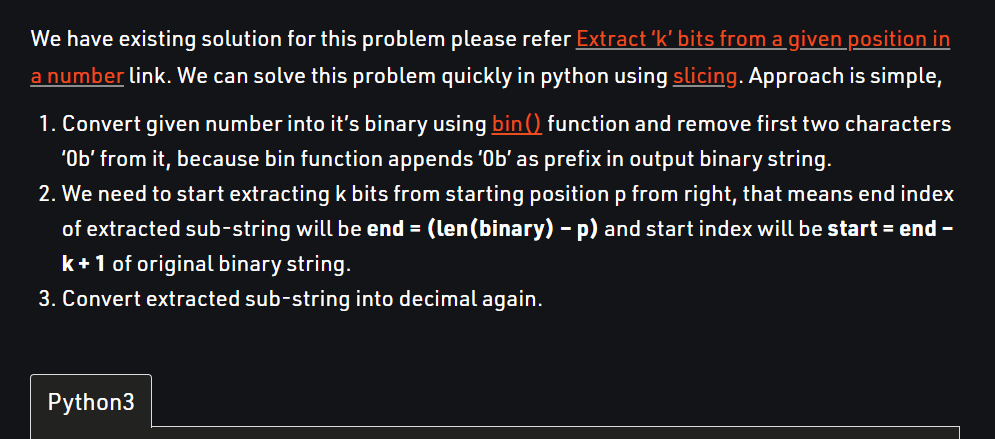 We have existing solution for this problem please refer Extract ‘k’ bits from a given position in
a number link. We can solve this problem quickly in python using slicing. Approach is simple,
1. Convert given number into it’s binary using bin() function and remove first two characters
‘0b’ from it, because bin function appends ‘0b’ as prefix in output binary string.
2. We need to start extracting k bits from starting position p from right, that means end index
of extracted sub-string will be end = (len(binary) – p) and start index will be start = end –
k + 1 of original binary string.
3. Convert extracted sub-string into decimal again.
Python3